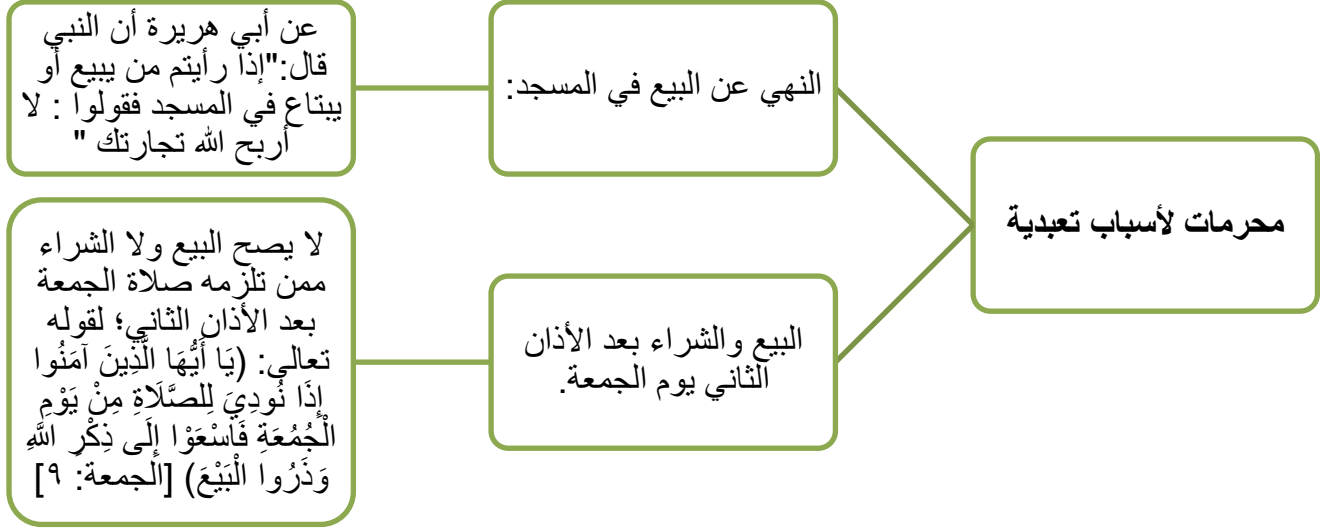 محرمات لأسباب تعبدية
النهي عن البيع في المسجد:
عن أبي هريرة أن النبي
قال:"إذا رأيتم من يبيع أو
يبتاع في المسجد فقولوا : لا
أربح الله تجارتك "
البيع والشراء بعد الأذان
الثاني يوم الجمعة.
لا يصح البيع ولا الشراء
ممن تلزمه صلاة الجمعة
بعد الأذان الثاني؛ لقوله
تعالى: (يَا أَيُّهَا الَّذِينَ آمَنُوا
إِذَا نُودِيَ لِلصَّلَاةِ مِنْ يَوْمِ
الْجُمُعَةِ فَاسْعَوْا إِلَى ذِكْرِ اللَّهِ
وَذَرُوا الْبَيْعَ) [الجمعة: ٩]